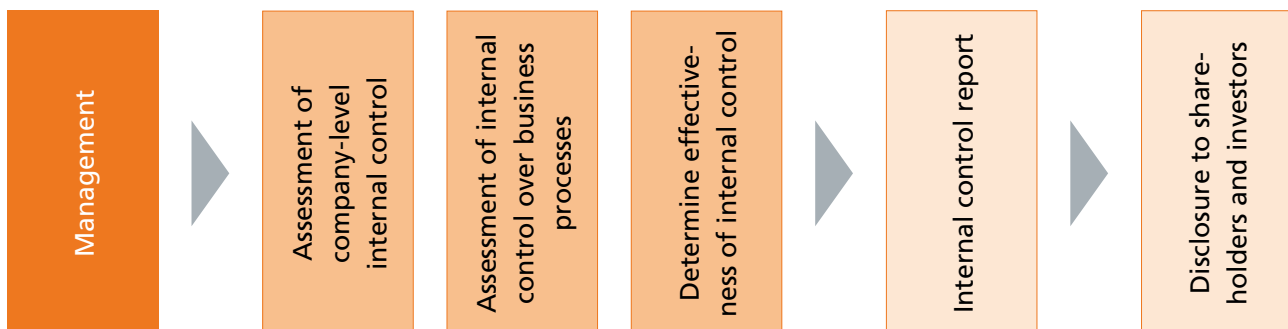 Management
Assessment of
company-level
internal control
Assessment of internal
control over business
processes
Determine effective-
ness of internal control
Internal control report
Disclosure to share-
holders and investors